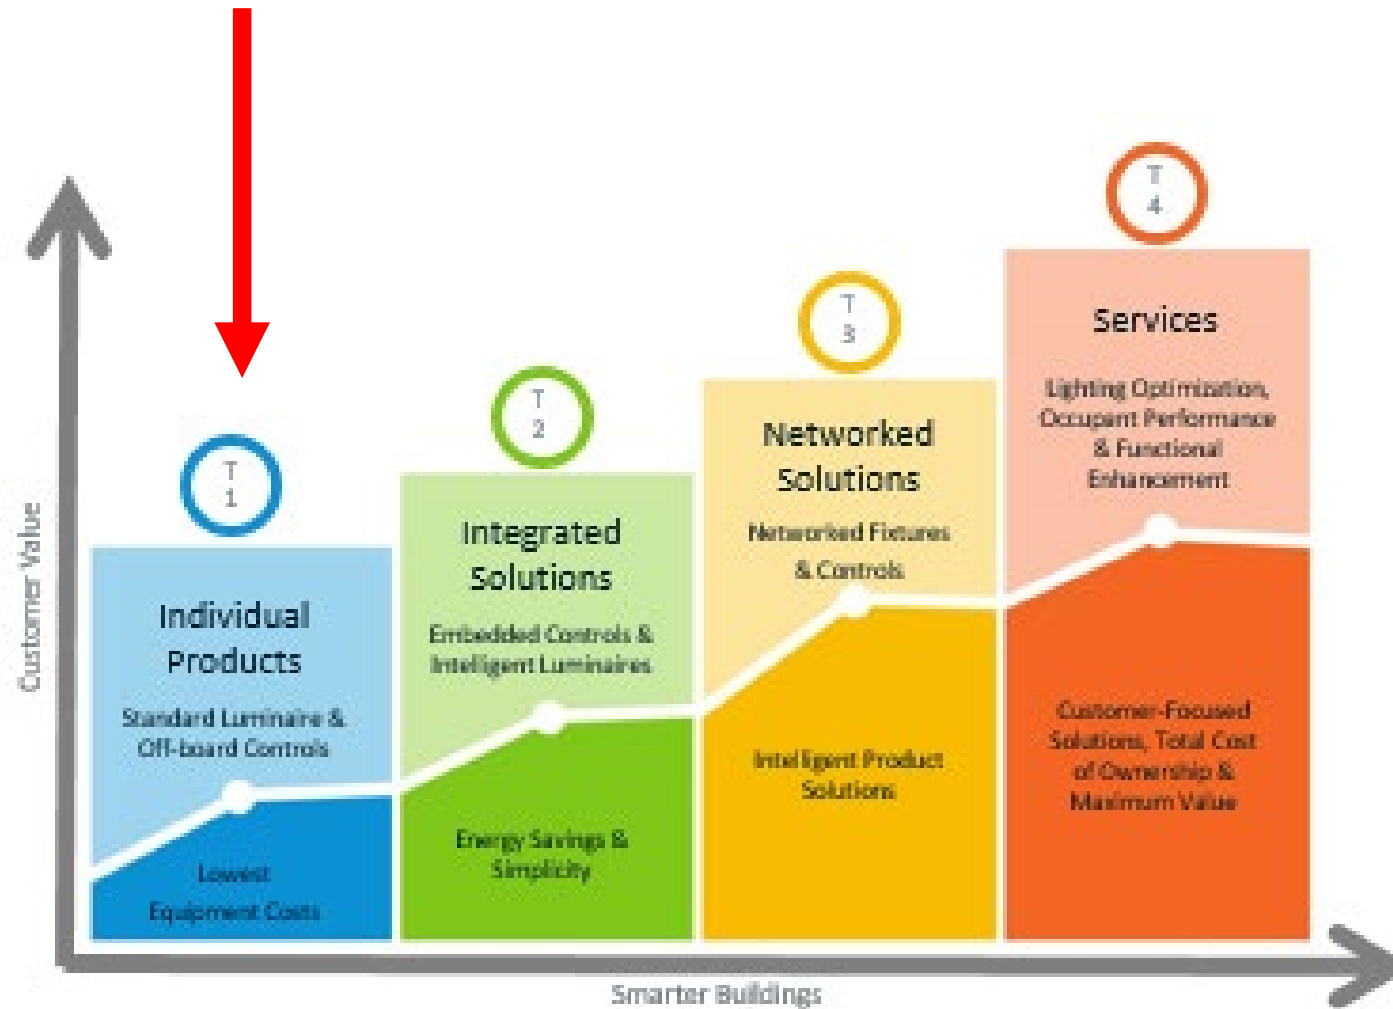 Customer Value
T
1
Individual
Products
Standard Luminaire &
Off-board Controls
Lowest
Equipment Costs
T
2
Integrated
Solutions
Embedded Controls &
Intelligent Luminaires
Energy Savings &
Simplicity
T
3
Networked
Solutions
Networked Fixtures
& Controls
Intelligent Product
Solutions
T
4
Services
Lighting Optimization,
Occupant Performance
& Functional
Enhancement
Customer-Focused
Solutions, Total Cost
of Ownership &
Maximum Value
Smarter Buildings